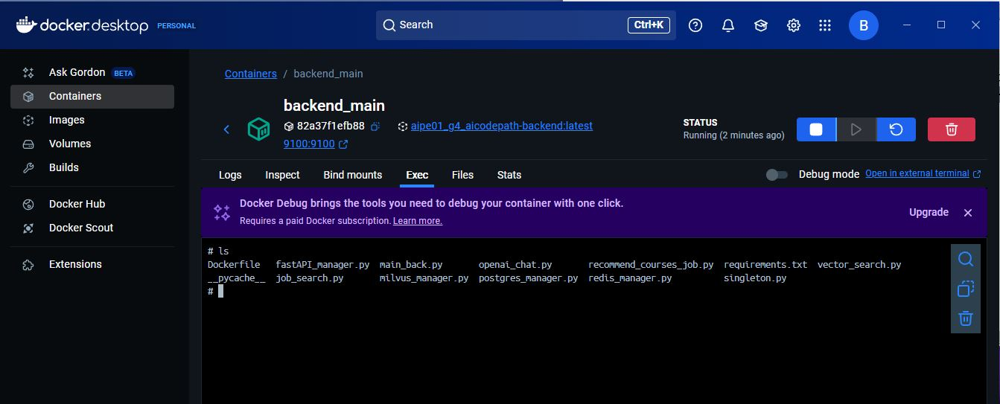 docker.desktop PERSONAL Search Ctrl+K B
Ask Gordon BETA
Containers
Images
Volumes
Builds
Docker Hub
Docker Scout
Extensions
Containers / backend_main
backend_main
82a37f1efb88 aipe01_g4_aicodepath-backend:latest
9100:9100
STATUS
Running (2 minutes ago)
Logs Inspect Bind mounts Exec Files Stats Debug mode Open in external terminal
Docker Debug brings the tools you need to debug your container with one click.
Requires a paid Docker subscription. Learn more.
Upgrade
# ls
Dockerfile fastAPI_manager.py main_back.py openai_chat.py recommend_courses_job.py requirements.txt vector_search.py
__pycache__ job_search.py milvus_manager.py postgres_manager.py redis_manager.py singleton.py
#